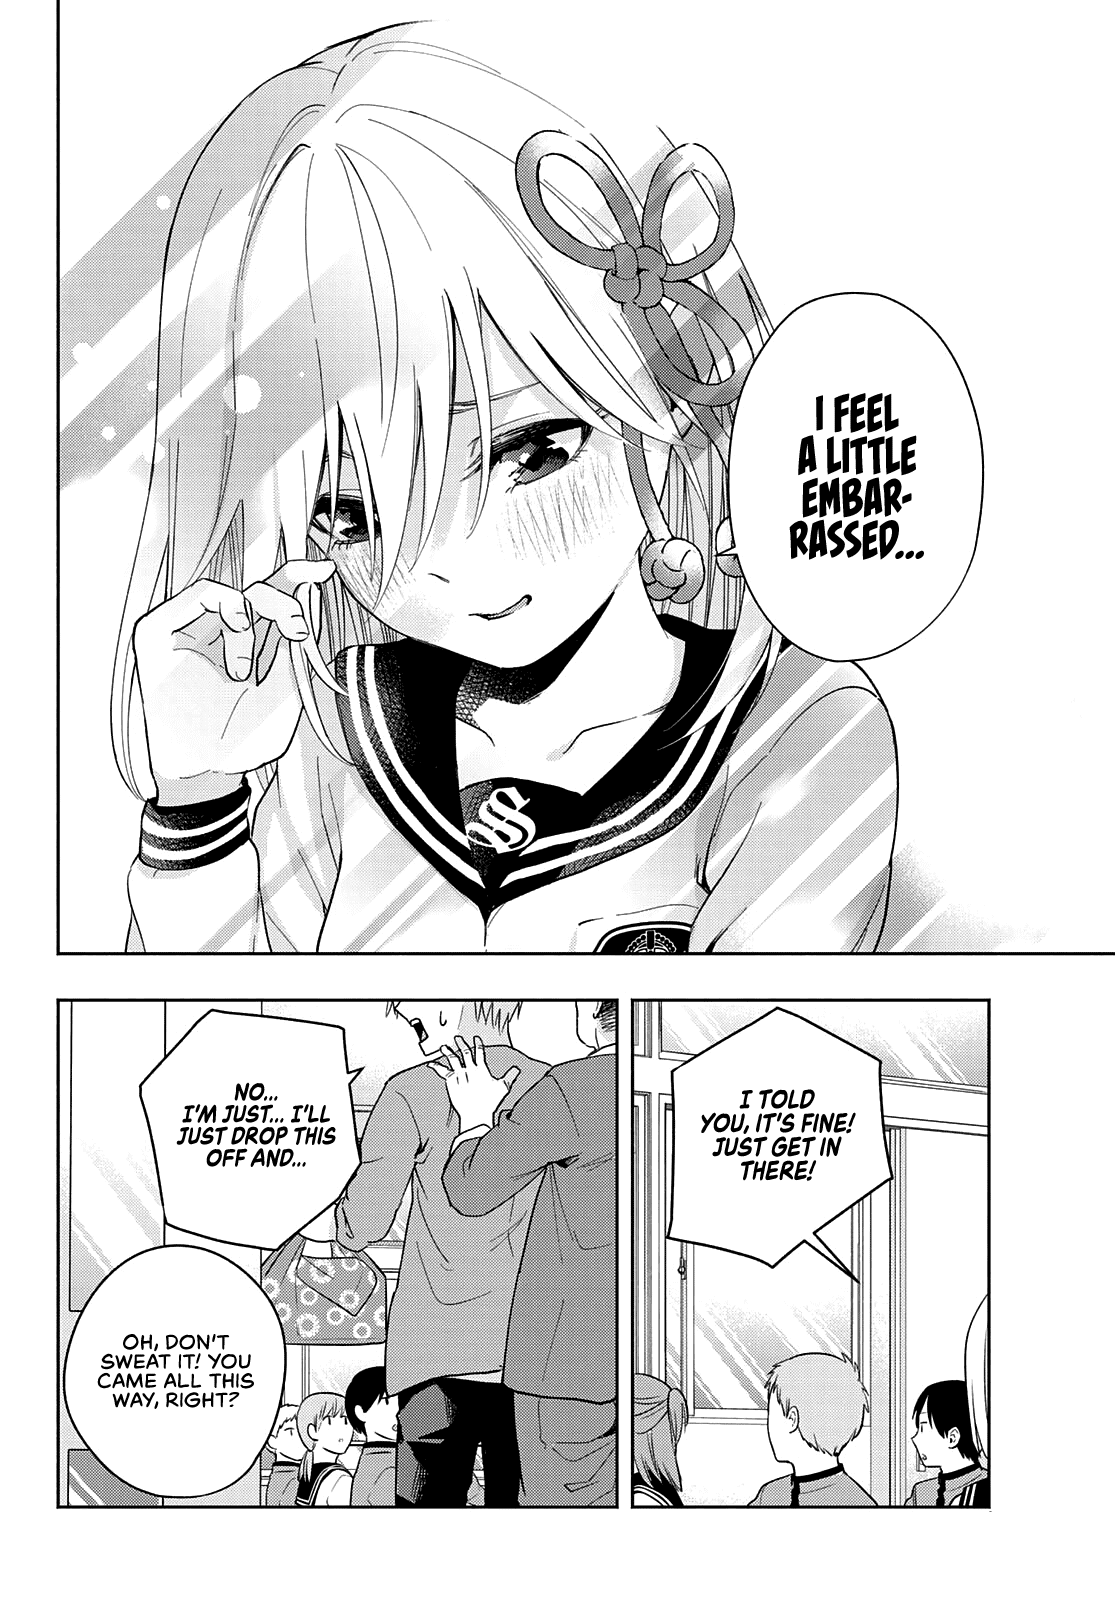 I FEEL
A LITTLE
EMBAR-
RASSED...
I TOLD
YOU, IT'S FINE!
JUST GET IN
THERE!
NO...
I'M JUST... I'LL
JUST DROP THIS
OFF AND...
OH, DON'T
SWEAT IT! YOU
CAME ALL THIS
WAY, RIGHT?